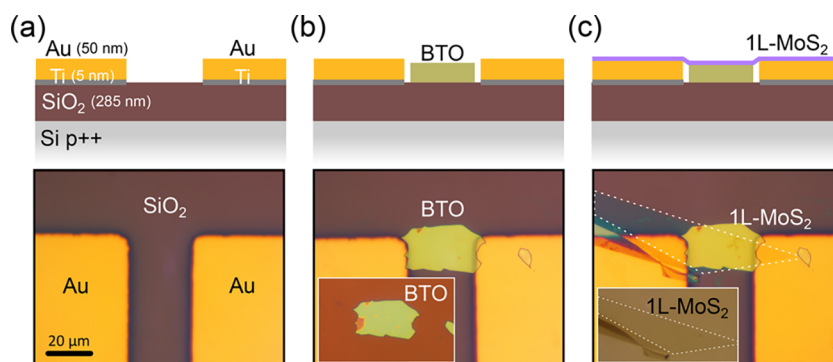 (a)
Au (50 nm)
Au
Ti (5 nm)
Ti
SiO₂ (285 nm)
Si p++
SiO₂
Au
Au
20 µm
(b)
BTO
BTO
BTO
(c)
1L-MoS₂
1L-MoS₂
1L-MoS₂